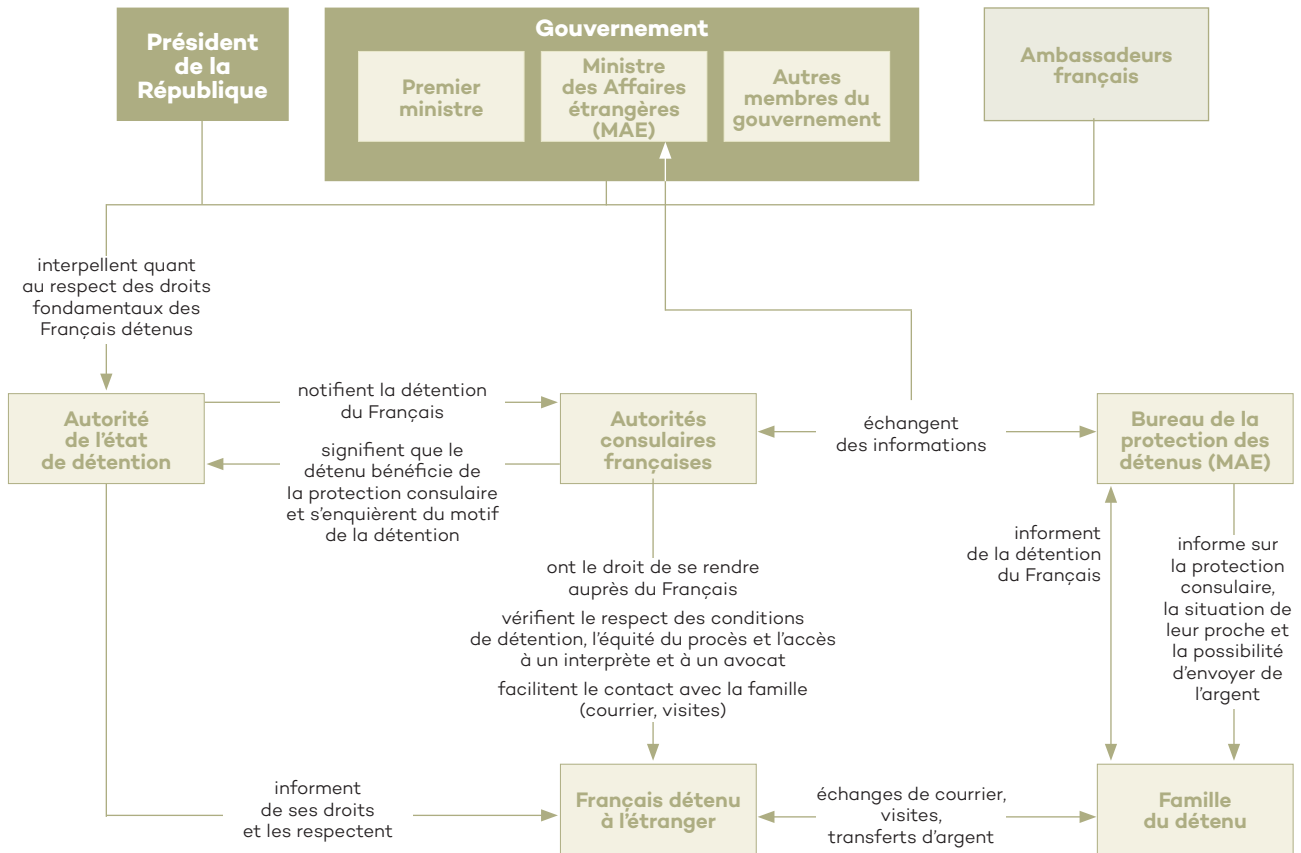 Président
de la
République
Gouvernement
Premier
ministre
Ministre
des Affaires
étrangères
(MAE)
Autres
membres du
gouvernement
Ambassadeurs
français
interpellent quant
au respect des droits
fondamentaux des
Français détenus
Autorité
de l'état
de détention
notifient la détention
du Français
signifient que le
détenu bénéficie de
la protection consulaire
et s'enquièrent du motif
de la détention
Autorités
consulaires
françaises
échangent
des informations
Bureau de la
protection des
détenus (MAE)
ont le droit de se rendre
auprès du Français
vérifient le respect des conditions
de détention, l'équité du procès et l'accès
à un interprète et à un avocat
facilitent le contact avec la famille
(courrier, visites)
informent
de la détention
du Français
informe sur
la protection
consulaire,
la situation de
leur proche et
la possibilité
d'envoyer de
l'argent
informent
de ses droits
et les respectent
Français détenu
à l'étranger
échanges de courrier,
visites,
transferts d'argent
Famille
du détenu